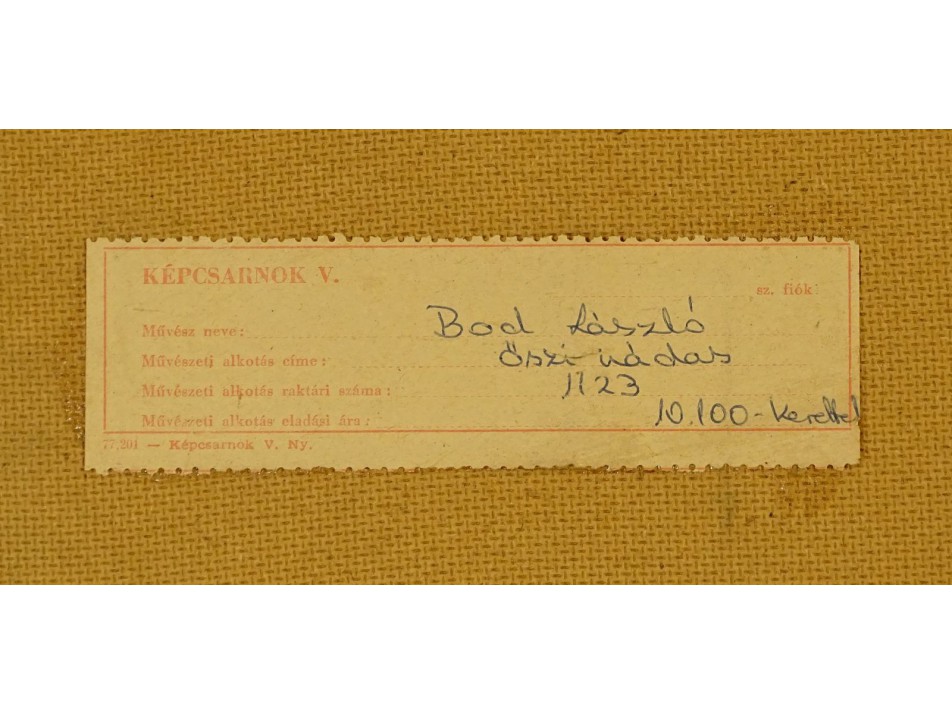 KÉPCSARNOK V.
sz. fiók:
Művész neve: Bod László
Művészeti alkotás címe: Őszi nádas
Művészeti alkotás raktári száma: 1123
Művészeti alkotás eladási ára: 10.100- kerettel
77,201 — Képcsarnok V. Ny.